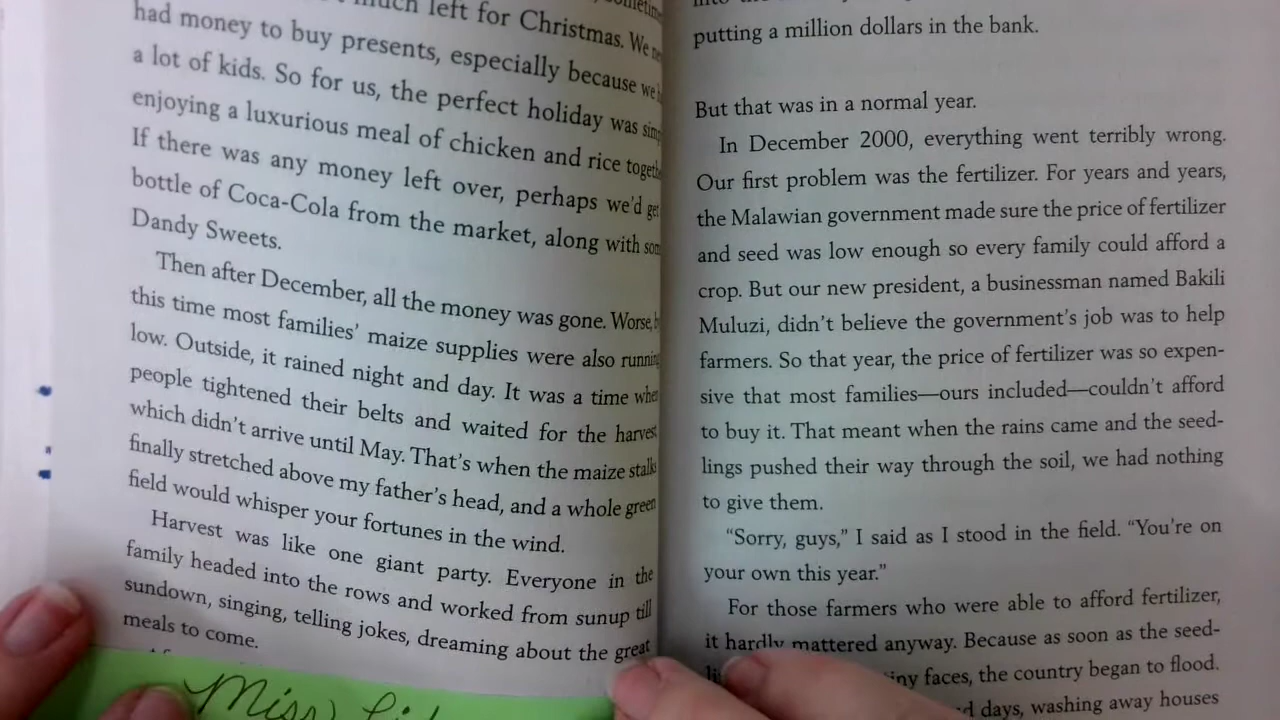 much left for Christmas. We
had money to buy presents, especially because we
a lot of kids. So for us, the perfect holiday was
enjoying a luxurious meal of chicken and rice
If there was any money left over, perhaps we'd get
bottle of Coca-Cola from the market, along with
Dandy Sweets.
Then after December, all the money was gone. Worse,
this time most families' maize supplies were also
low. Outside, it rained night and day. It was a time when
people tightened their belts and waited for the harvest
which didn't arrive until May. That's when the maize stalks
finally stretched above my father's head, and a whole green
field would whisper your fortunes in the wind.
Harvest was like one giant party. Everyone in the
family headed into the rows and worked from sunup till
sundown, singing, telling jokes, dreaming about the great
meals to come.
Miss
putting a million dollars in the bank.
But that was in a normal year.
In December 2000, everything went terribly wrong.
Our first problem was the fertilizer. For years and years,
the Malawian government made sure the price of fertilizer
and seed was low enough so every family could afford a
crop. But our new president, a businessman named Bakili
Muluzi, didn't believe the government's job was to help
farmers. So that year, the price of fertilizer was so expen-
sive that most families—ours included—couldn't afford
to buy it. That meant when the rains came and the seed-
lings pushed their way through the soil, we had nothing
to give them.
"Sorry, guys," I said as I stood in the field. "You're on
your own this year."
For those farmers who were able to afford fertilizer,
it hardly mattered anyway. Because as soon as the seed-
faces, the country began to flood.
days, washing away houses